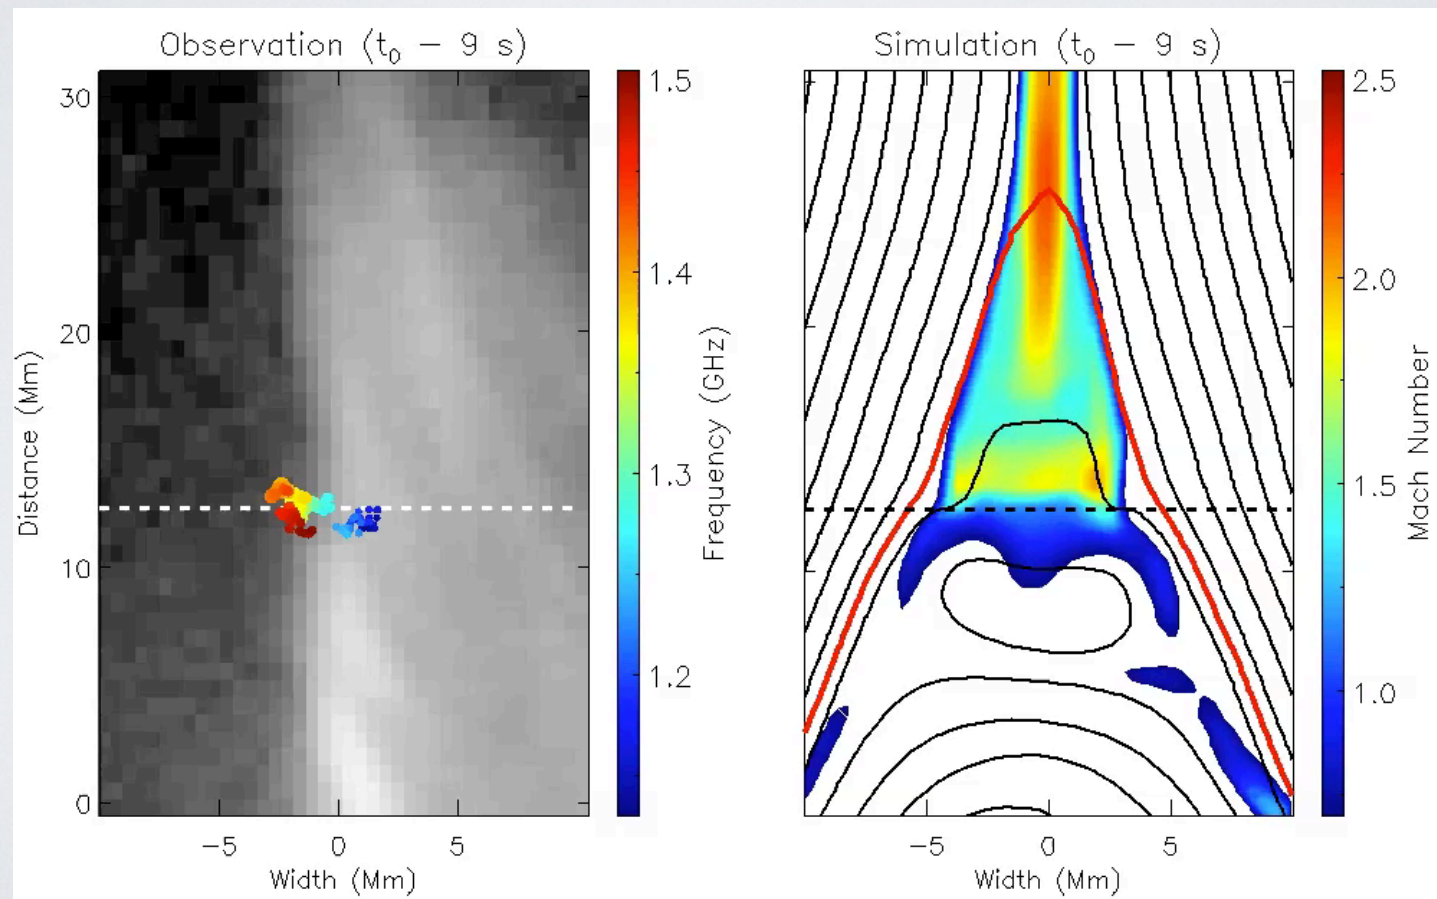 Observation (t₀ − 9 s)
30
20
10
0
Distance (Mm)
−5 0 5
Width (Mm)
1.5
1.4
1.3
1.2
Frequency (GHz)
Simulation (t₀ − 9 s)
−5 0 5
Width (Mm)
2.5
2.0
1.5
1.0
Mach Number